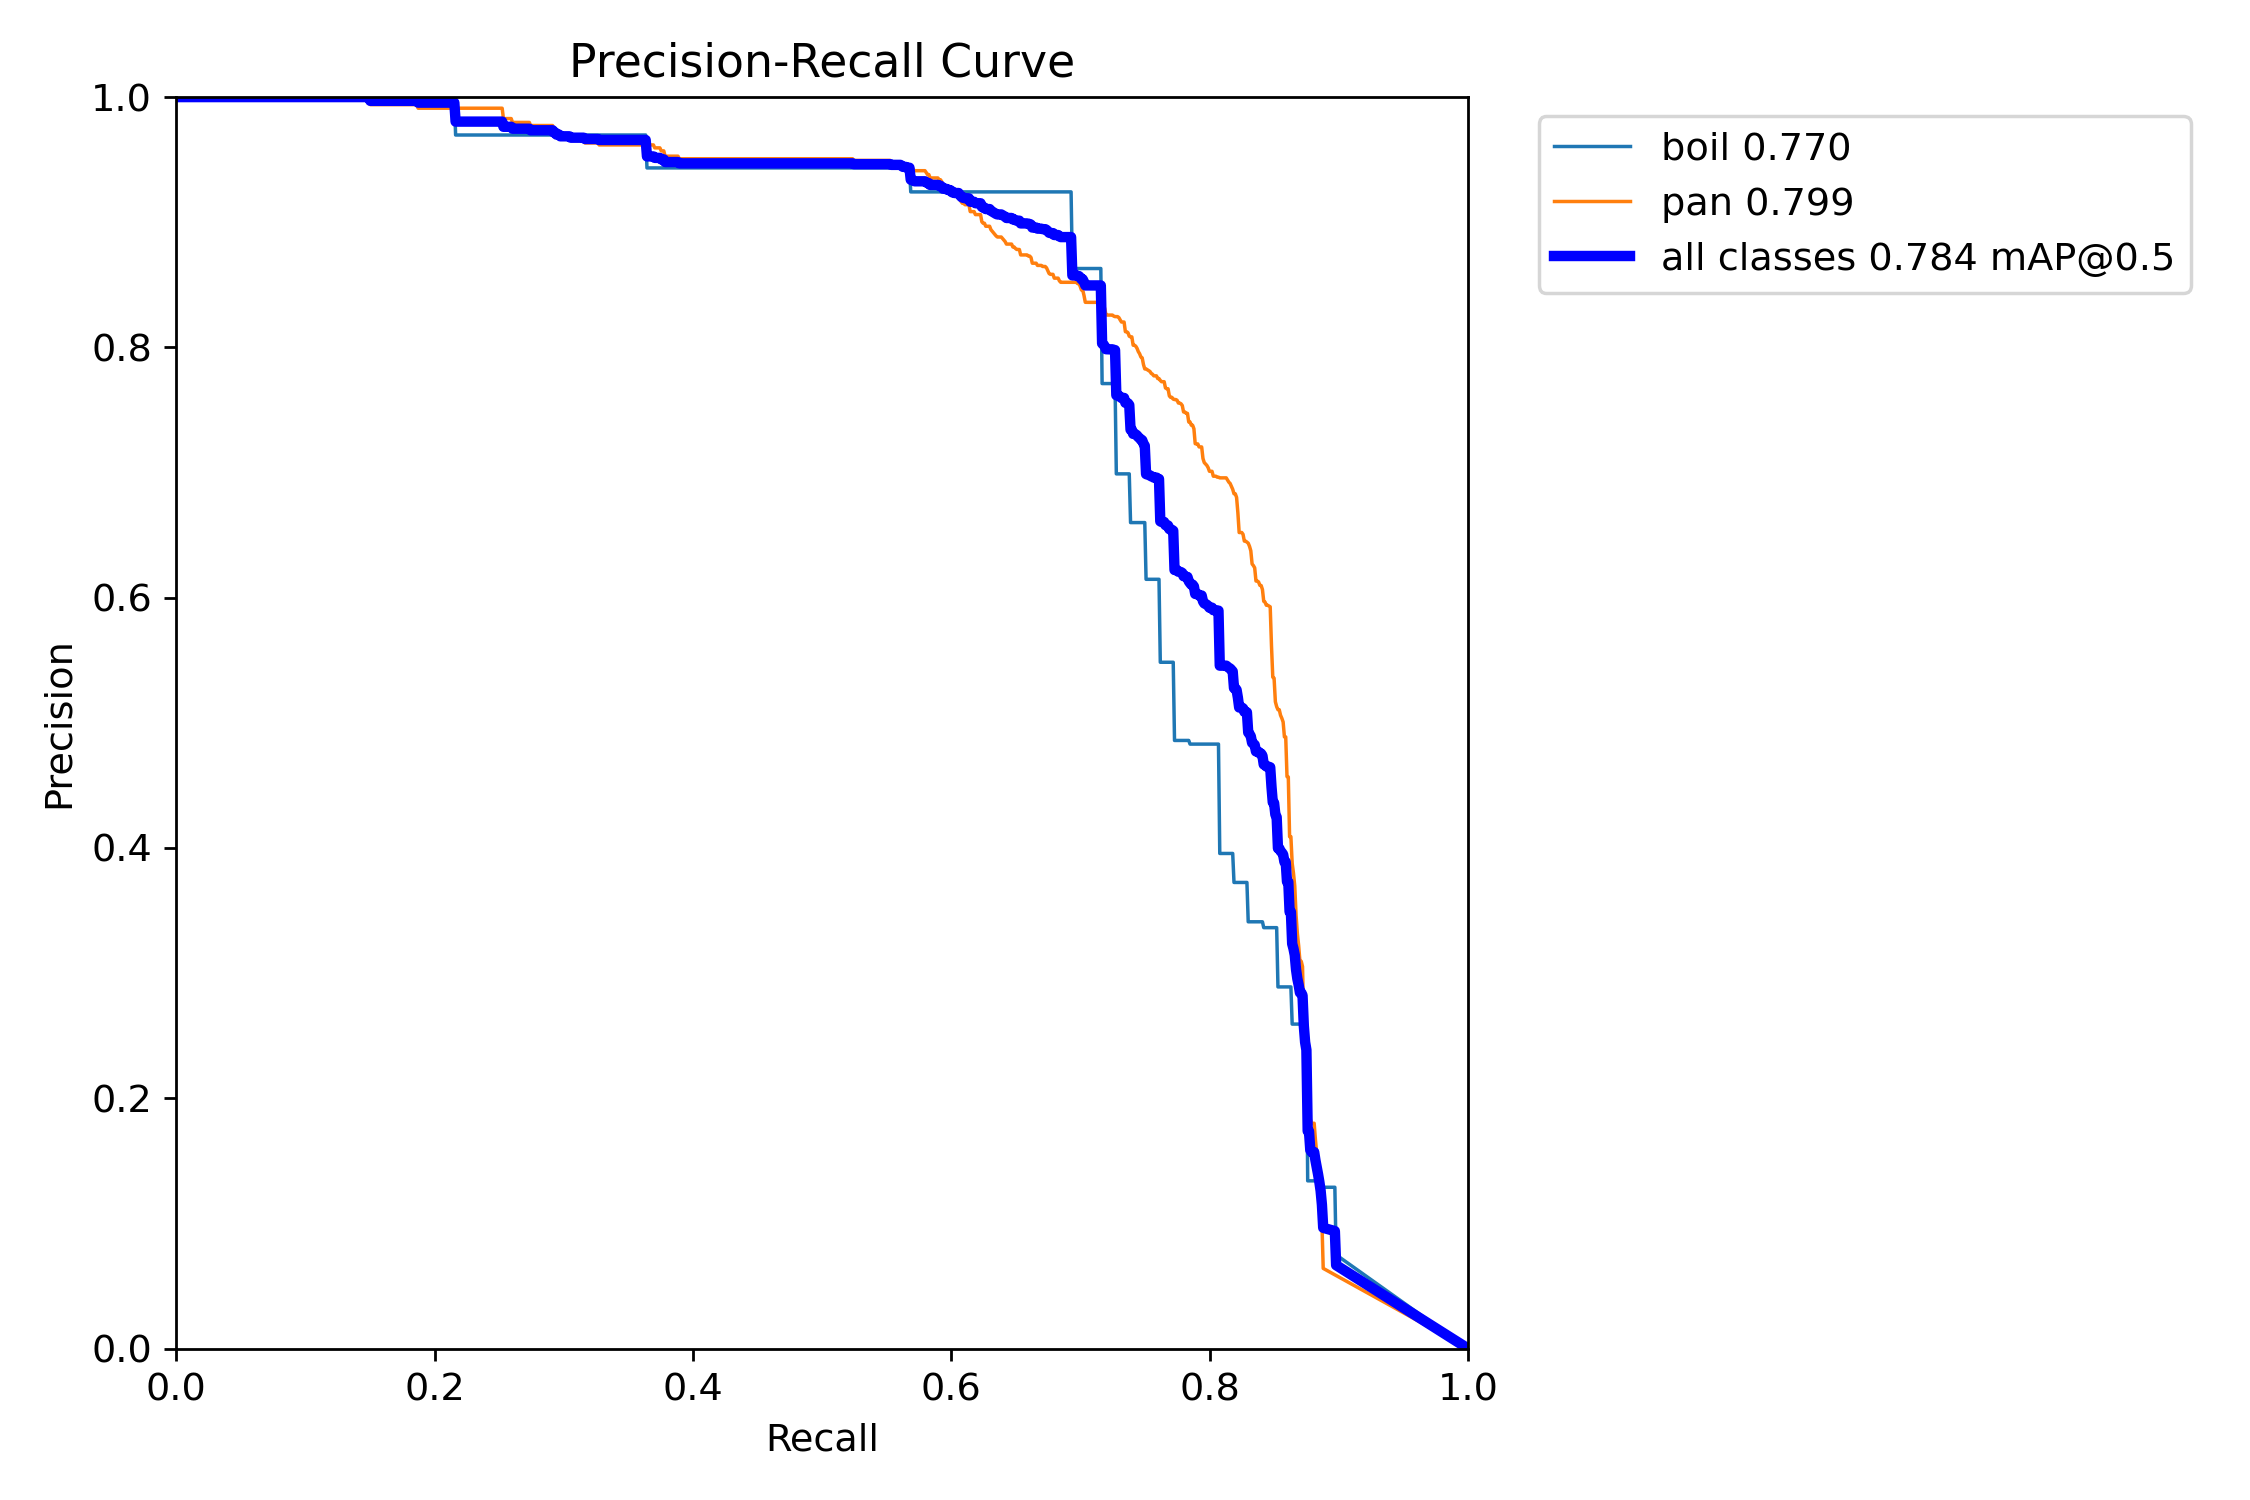 Precision-Recall Curve
boil 0.770
pan 0.799
all classes 0.784 mAP@0.5
1.0
0.8
0.6
0.4
0.2
0.0
Precision
0.0 0.2 0.4 0.6 0.8 1.0
Recall